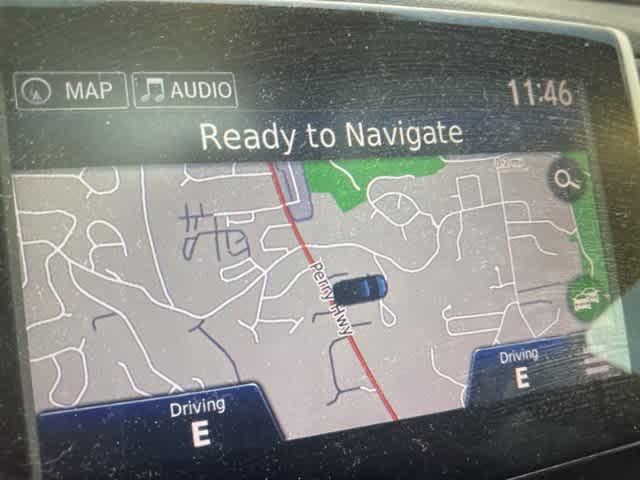 MAP
AUDIO
11:46
Ready to Navigate
Perry Hwy
Driving
E
Driving
E